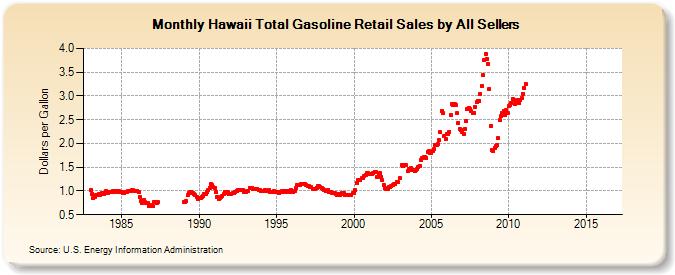 Monthly Hawaii Total Gasoline Retail Sales by All Sellers
Dollars per Gallon
4.0
3.5
3.0
2.5
2.0
1.5
1.0
0.5
1985 1990 1995 2000 2005 2010 2015
Source: U.S. Energy Information Administration